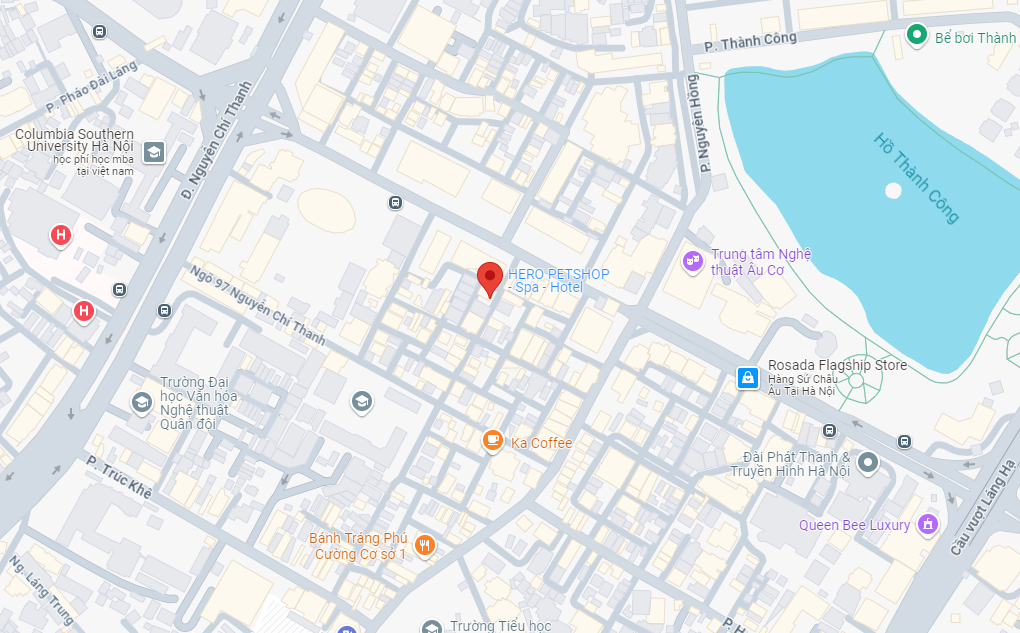 P. Thành Công
Bể bơi Thành
P. Pháo Đài Láng
Đ. Nguyễn Chí Thanh
P. Nguyên Hồng
Columbia Southern
University Hà Nội
học phí học mba
tại việt nam
Hồ Thành Công
H
Trung tâm Nghệ
thuật Âu Cơ
HERO PETSHOP
- Spa - Hotel
Ngõ 97 Nguyễn Chí Thanh
H
Rosada Flagship Store
Hàng Sứ Châu
Âu Tại Hà Nội
Trường Đại
học Văn hóa
Nghệ thuật
Quân đội
Ka Coffee
Đài Phát Thanh &
Truyền Hình Hà Nội
P. Trúc Khê
Cầu vượt Láng Hạ
Queen Bee Luxury
Bánh Tráng Phú
Cường Cơ sở 1
Ng. Láng Trung
Trường Tiểu học